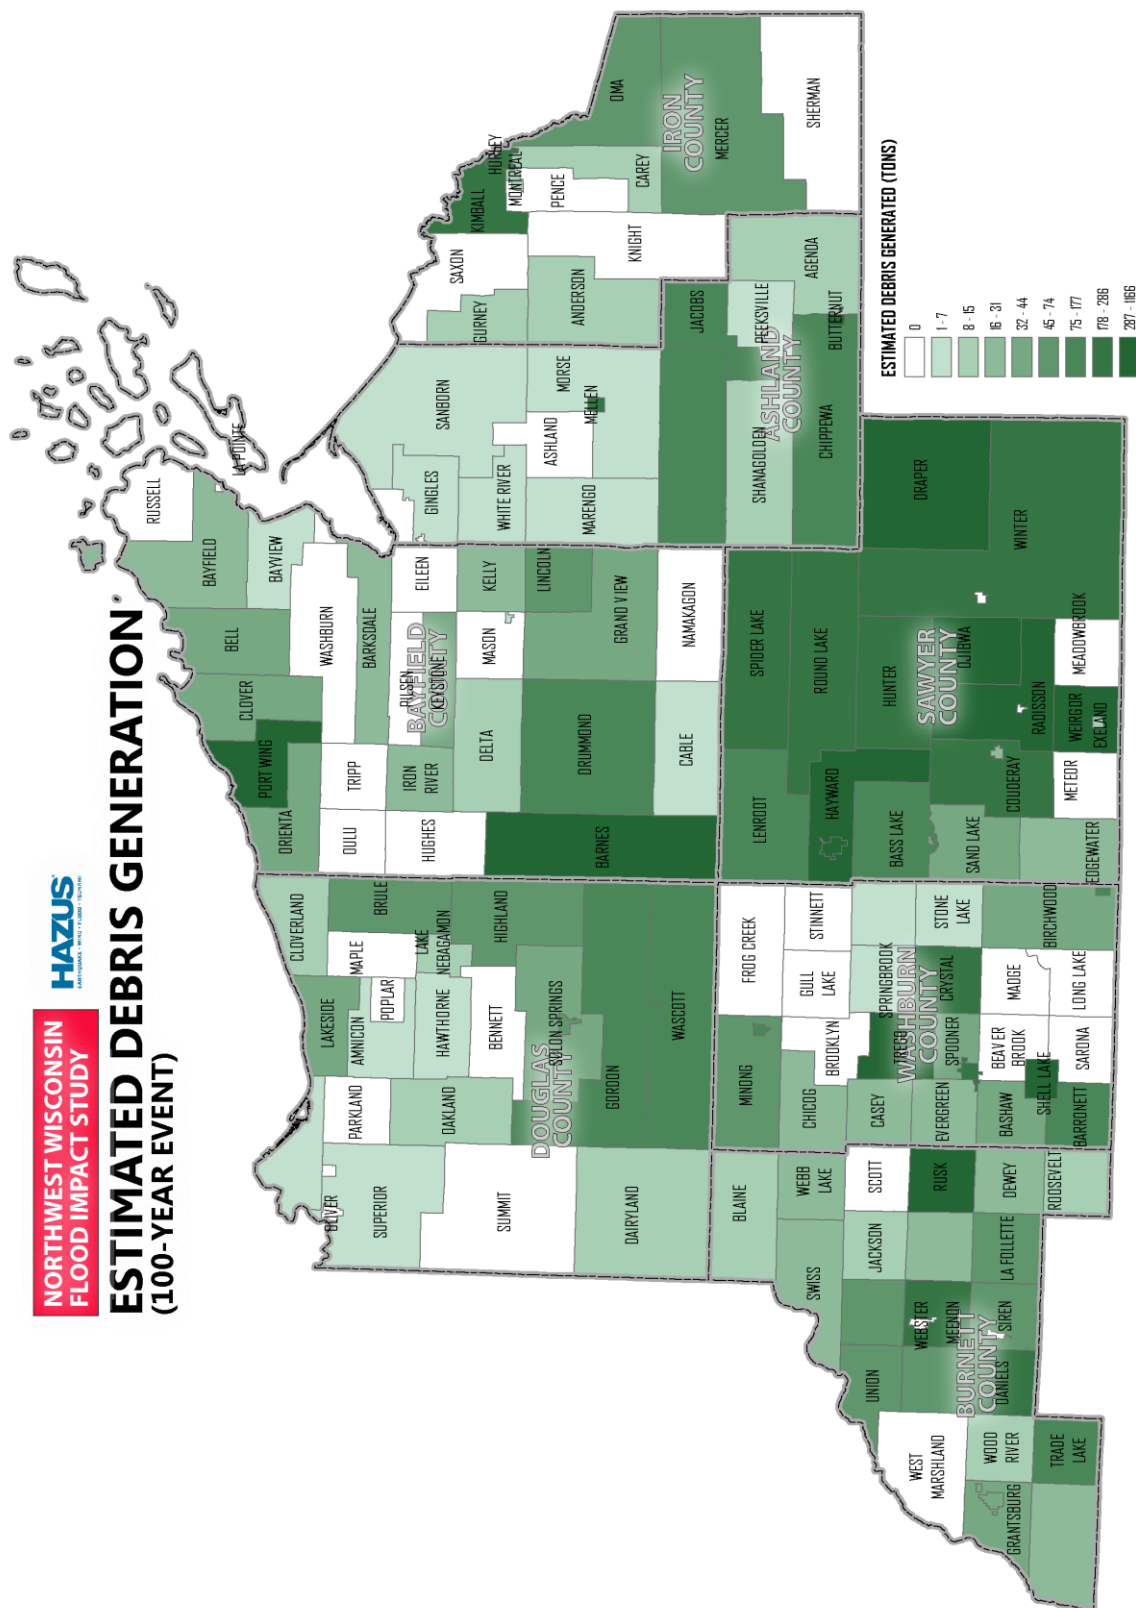 NORTHWEST WISCONSIN
FLOOD IMPACT STUDY
HAZUS
EARTHQUAKE • WIND • FLOOD • TSUNAMI
ESTIMATED DEBRIS GENERATION
(100-YEAR EVENT)
RUSSELL
LA POINTE
BAYFIELD
BAYVIEW
BELL
WASHBURN
CLOVER
BARKSDALE
PORT WING
ORIENTA
TRIPP
OULU
EILEEN
PILSEN
KEYSTONE
BAYFIELD
COUNTY
IRON
RIVER
HUGHES
KELLY
MASON
DELTA
LINCOLN
GRAND VIEW
DRUMMOND
BARNES
NAMAKAGON
CABLE
CLOVERLAND
LAKESIDE
MAPLE
BRULE
AMNICON
POPLAR
LAKE
NEBAGAMON
HAWTHORNE
HIGHLAND
BENNETT
PARKLAND
OAKLAND
OLIVER
SUPERIOR
SUMMIT
SOLON SPRINGS
DOUGLAS
COUNTY
GORDON
WASCOTT
DAIRYLAND
OMA
HURLEY
KIMBALL
MONTREAL
PENCE
CAREY
IRON
COUNTY
MERCER
SHERMAN
SAXON
GURNEY
ANDERSON
KNIGHT
SANBORN
GINGLES
WHITE RIVER
MORSE
MELLEN
ASHLAND
MARENGO
JACOBS
AGENDA
PEEKSVILLE
BUTTERNUT
ASHLAND
COUNTY
SHANAGOLDEN
CHIPPEWA
SPIDER LAKE
ROUND LAKE
DRAPER
WINTER
HUNTER
OJIBWA
SAWYER
COUNTY
RADISSON
MEADOWBROOK
WEIRGOR
EXELAND
LENROOT
HAYWARD
BASS LAKE
SAND LAKE
COUDERAY
METEOR
EDGEWATER
FROG CREEK
STINNETT
GULL
LAKE
MINONG
CHICOG
BROOKLYN
SPRINGBROOK
STONE
LAKE
TREGO
WASHBURN
COUNTY
CRYSTAL
BIRCHWOOD
CASEY
EVERGREEN
SPOONER
MADGE
BEAVER
BROOK
LONG LAKE
BASHAW
SHELL LAKE
SARONA
BARRONETT
BLAINE
WEBB
LAKE
SWISS
SCOTT
JACKSON
RUSK
DEWEY
ROOSEVELT
LA FOLLETTE
UNION
WEBSTER
MEENON
SIREN
DANIELS
BURNETT
COUNTY
WEST
MARSHLAND
WOOD
RIVER
GRANTSBURG
TRADE
LAKE
ESTIMATED DEBRIS GENERATED (TONS)
0
1 - 7
8 - 15
16 - 31
32 - 44
45 - 74
75 - 177
178 - 286
287 - 1166